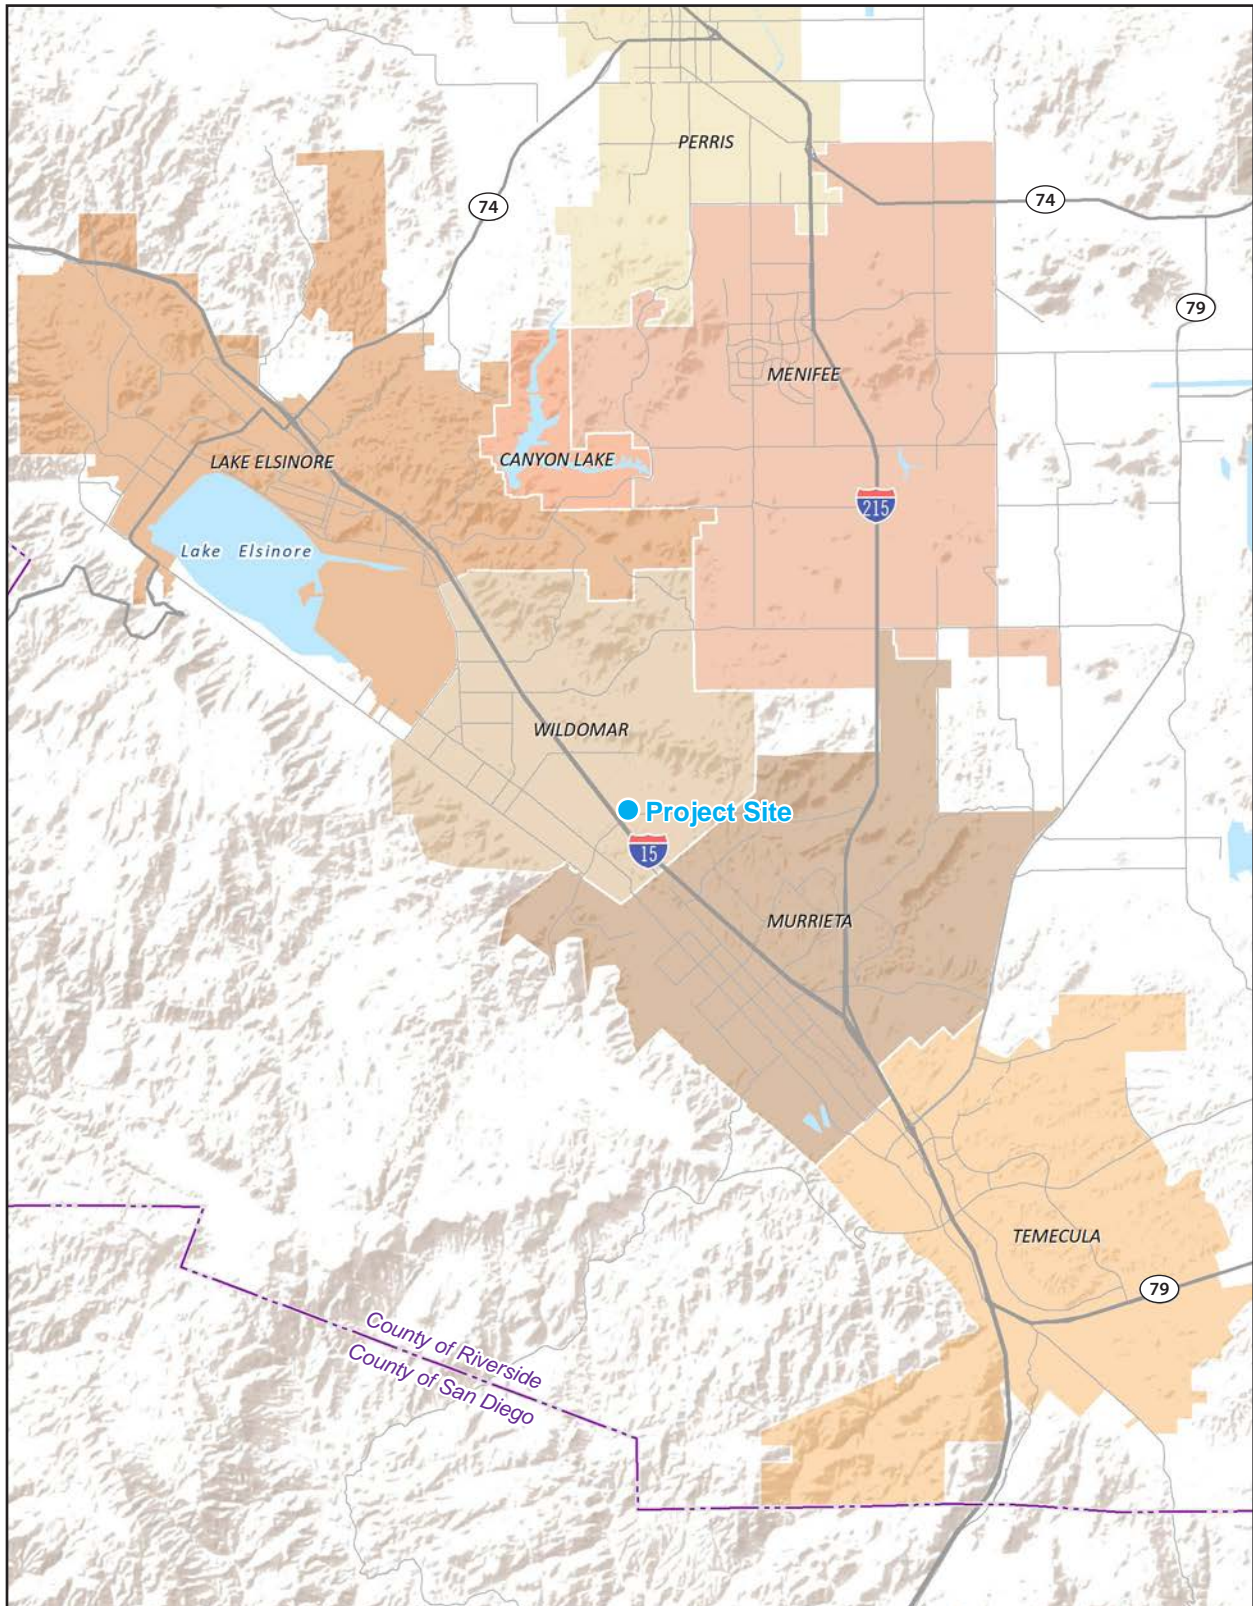 PERRIS
74
74
79
MENIFEE
LAKE ELSINORE
CANYON LAKE
215
Lake Elsinore
WILDOMAR
Project Site
15
MURRIETA
TEMECULA
79
County of Riverside
County of San Diego